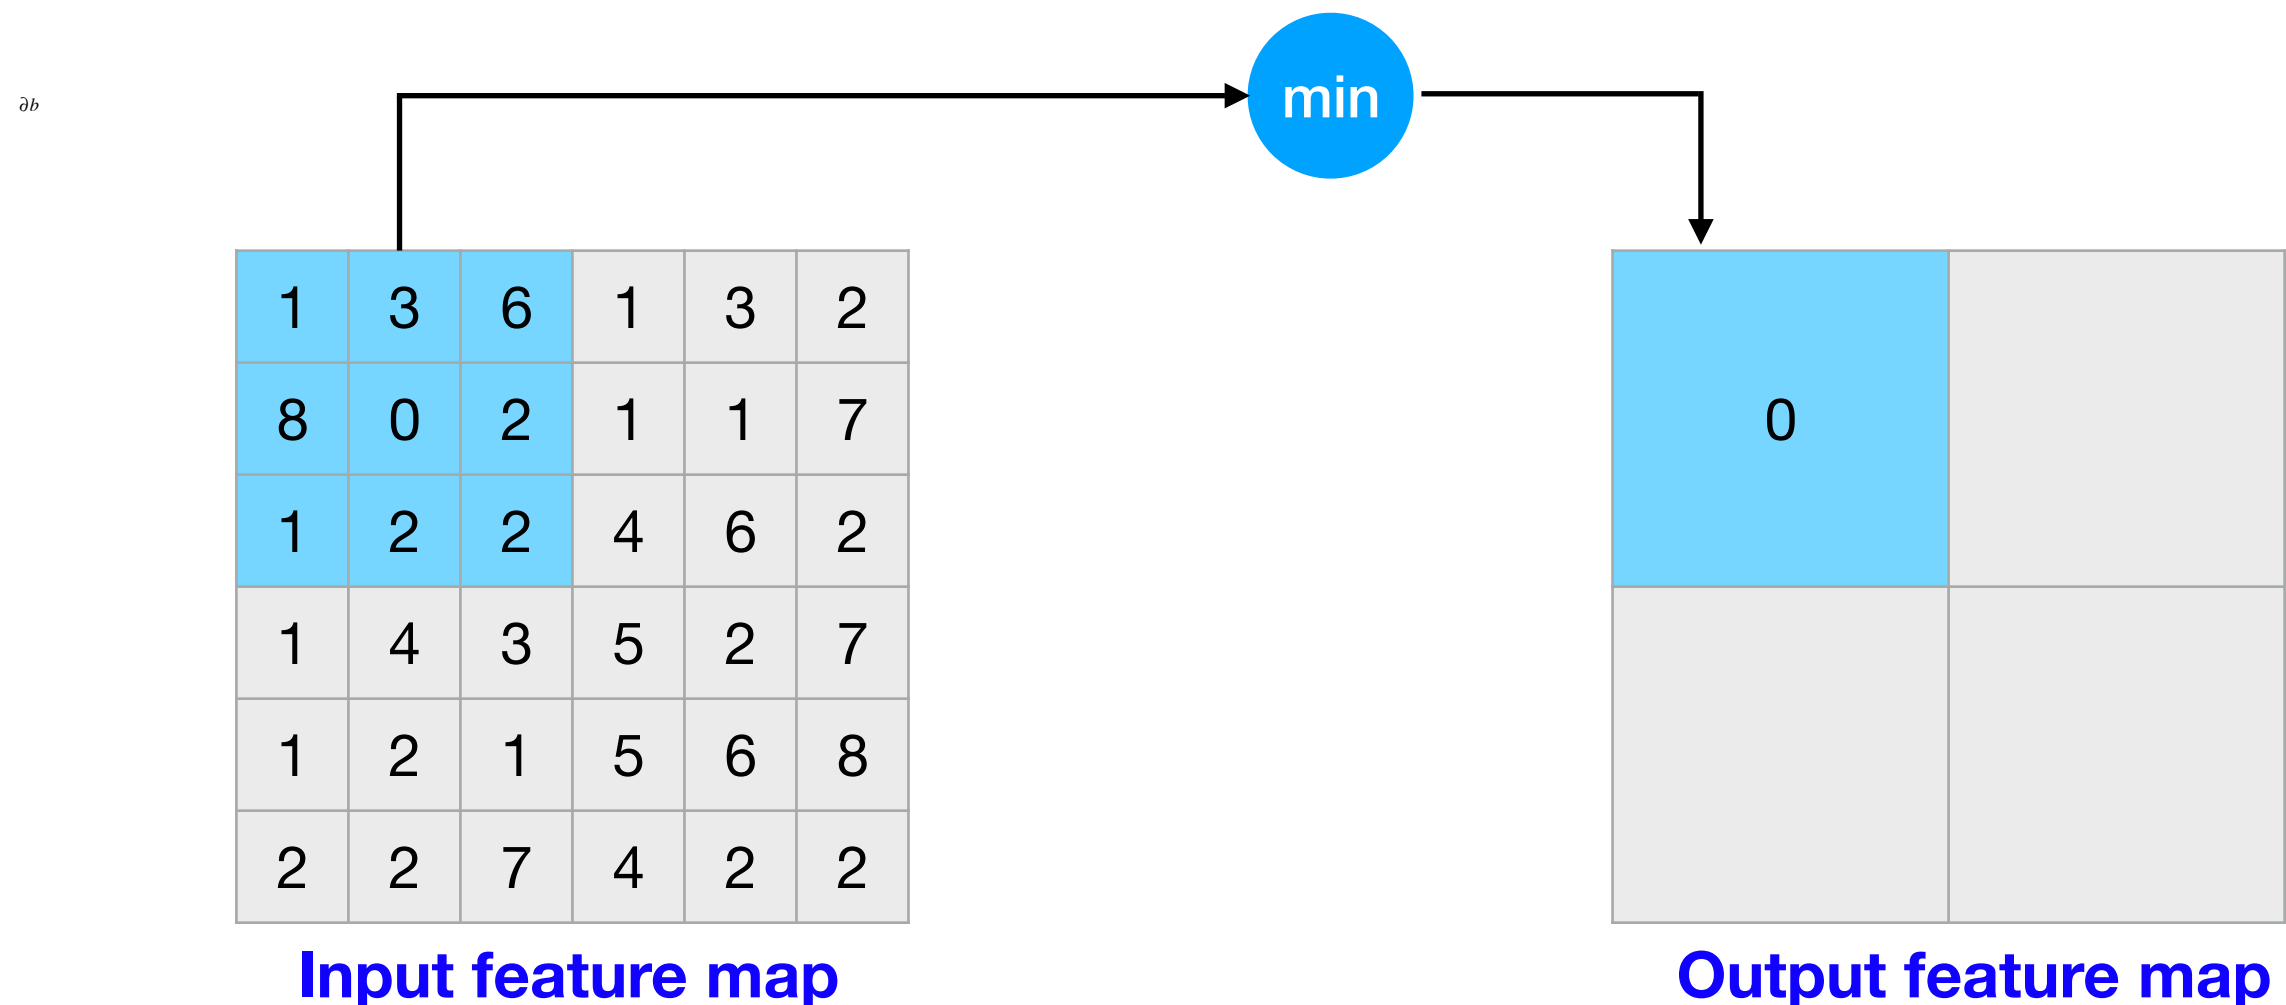 min
∂b
1 3 6 1 3 2
8 0 2 1 1 7
0
1 2 2 4 6 2
1 4 3 5 2 7
1 2 1 5 6 8
2 2 7 4 2 2
Input feature map
Output feature map